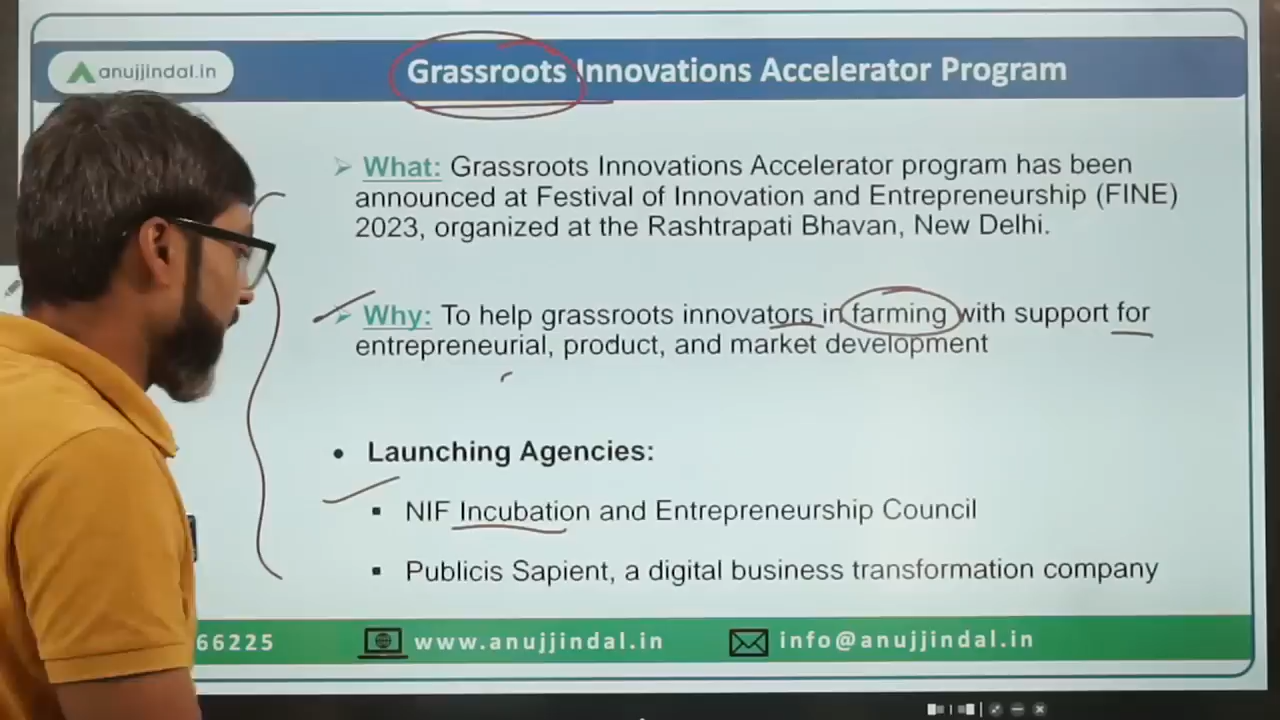 anujjindal.in
Grassroots Innovations Accelerator Program
What: Grassroots Innovations Accelerator program has been
announced at Festival of Innovation and Entrepreneurship (FINE)
2023, organized at the Rashtrapati Bhavan, New Delhi.
Why: To help grassroots innovators in farming with support for
entrepreneurial, product, and market development
Launching Agencies:
NIF Incubation and Entrepreneurship Council
Publicis Sapient, a digital business transformation company
66225 www.anujjindal.in info@anujjindal.in